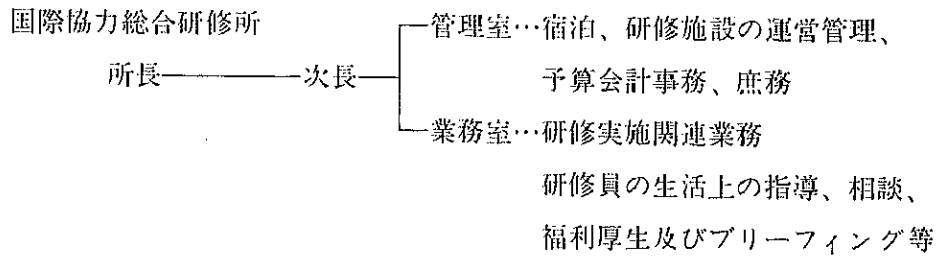 国際協力総合研修所
管理室…宿泊、研修施設の運営管理、
所長――――次長
予算会計事務、庶務
業務室…研修実施関連業務
研修員の生活上の指導、相談、
福利厚生及びブリーフィング等